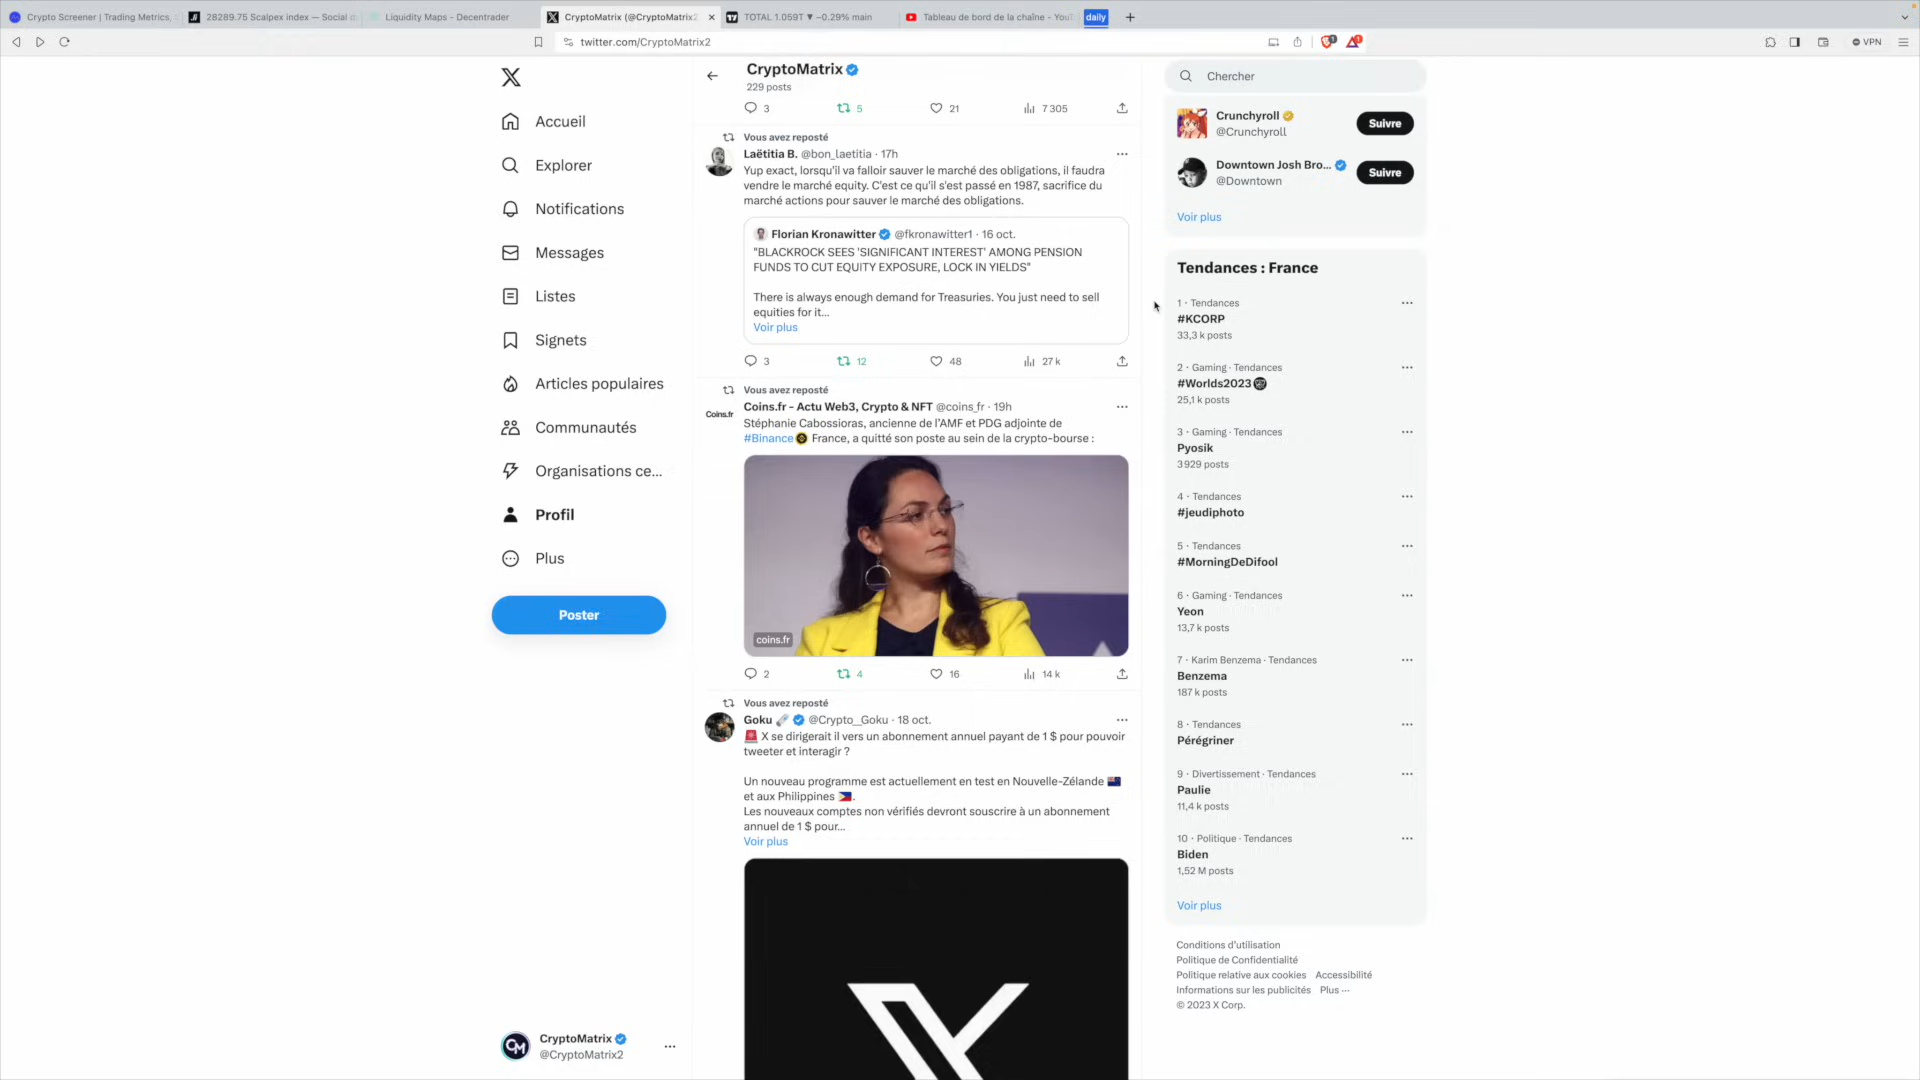 Crypto Screener | Trading Metrics,
28289.75 Scalpex index — Social d
Liquidity Maps - Decentrader
CryptoMatrix (@CryptoMatrix2
TOTAL 1.059T ▼ −0.29% main
Tableau de bord de la chaîne - YouT
daily
twitter.com/CryptoMatrix2
VPN
CryptoMatrix
229 posts
3 5 21 7 305
Accueil
Explorer
Notifications
Messages
Listes
Signets
Articles populaires
Communautés
Organisations ce...
Profil
Plus
Poster
CryptoMatrix
@CryptoMatrix2
Vous avez reposté
Laëtitia B. @bon_laetitia · 17h
Yup exact, lorsqu'il va falloir sauver le marché des obligations, il faudra
vendre le marché equity. C'est ce qu'il s'est passé en 1987, sacrifice du
marché actions pour sauver le marché des obligations.
Florian Kronawitter @fkronawitter1 · 16 oct.
"BLACKROCK SEES 'SIGNIFICANT INTEREST' AMONG PENSION
FUNDS TO CUT EQUITY EXPOSURE, LOCK IN YIELDS"
There is always enough demand for Treasuries. You just need to sell
equities for it...
Voir plus
3 12 48 27 k
Vous avez reposté
Coins.fr
Coins.fr - Actu Web3, Crypto & NFT @coins_fr · 19h
Stéphanie Cabossioras, ancienne de l'AMF et PDG adjointe de
#Binance France, a quitté son poste au sein de la crypto-bourse :
coins.fr
2 4 16 14 k
Vous avez reposté
Goku @Crypto__Goku · 18 oct.
X se dirigerait il vers un abonnement annuel payant de 1 $ pour pouvoir
tweeter et interagir ?
Un nouveau programme est actuellement en test en Nouvelle-Zélande
et aux Philippines .
Les nouveaux comptes non vérifiés devront souscrire à un abonnement
annuel de 1 $ pour...
Voir plus
Chercher
Crunchyroll
@Crunchyroll
Suivre
Downtown Josh Bro...
@Downtown
Suivre
Voir plus
Tendances : France
1 · Tendances
#KCORP
33,3 k posts
2 · Gaming · Tendances
#Worlds2023
25,1 k posts
3 · Gaming · Tendances
Pyosik
3 929 posts
4 · Tendances
#jeudiphoto
5 · Tendances
#MorningDeDifool
6 · Gaming · Tendances
Yeon
13,7 k posts
7 · Karim Benzema · Tendances
Benzema
187 k posts
8 · Tendances
Pérégriner
9 · Divertissement · Tendances
Paulie
11,4 k posts
10 · Politique · Tendances
Biden
1,52 M posts
Voir plus
Conditions d'utilisation
Politique de Confidentialité
Politique relative aux cookies Accessibilité
Informations sur les publicités Plus ···
© 2023 X Corp.